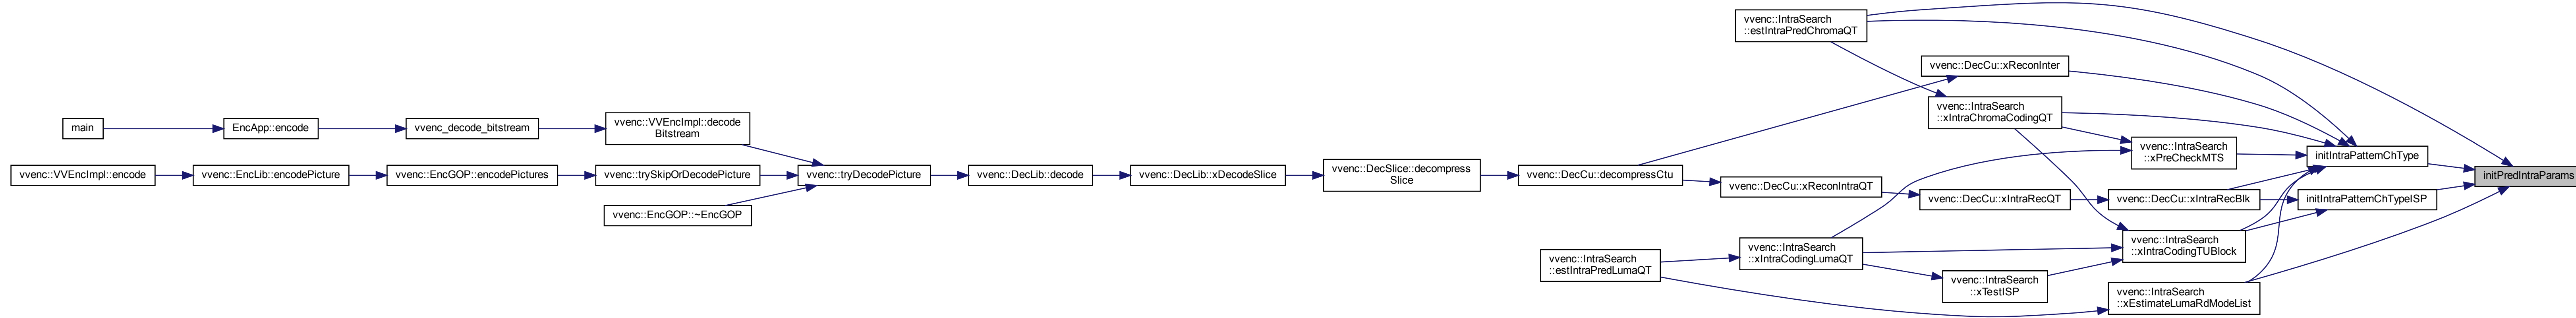 vvenc::IntraSearch
::estIntraPredChromaQT
vvenc::DecCu::xReconInter
vvenc::IntraSearch
::xIntraChromaCodingQT
vvenc::VVEncImpl::decode
Bitstream
main
EncApp::encode
vvenc_decode_bitstream
vvenc::IntraSearch
::xPreCheckMTS
initIntraPatternChType
vvenc::VVEncImpl::encode
vvenc::EncLib::encodePicture
vvenc::EncGOP::encodePictures
vvenc::trySkipOrDecodePicture
vvenc::tryDecodePicture
vvenc::DecLib::decode
vvenc::DecLib::xDecodeSlice
vvenc::DecSlice::decompress
Slice
vvenc::DecCu::decompressCtu
vvenc::DecCu::xReconIntraQT
vvenc::DecCu::xIntraRecQT
vvenc::DecCu::xIntraRecBlk
initIntraPatternChTypeISP
initPredIntraParams
vvenc::EncGOP::~EncGOP
vvenc::IntraSearch
::estIntraPredLumaQT
vvenc::IntraSearch
::xIntraCodingLumaQT
vvenc::IntraSearch
::xIntraCodingTUBlock
vvenc::IntraSearch
::xTestISP
vvenc::IntraSearch
::xEstimateLumaRdModeList